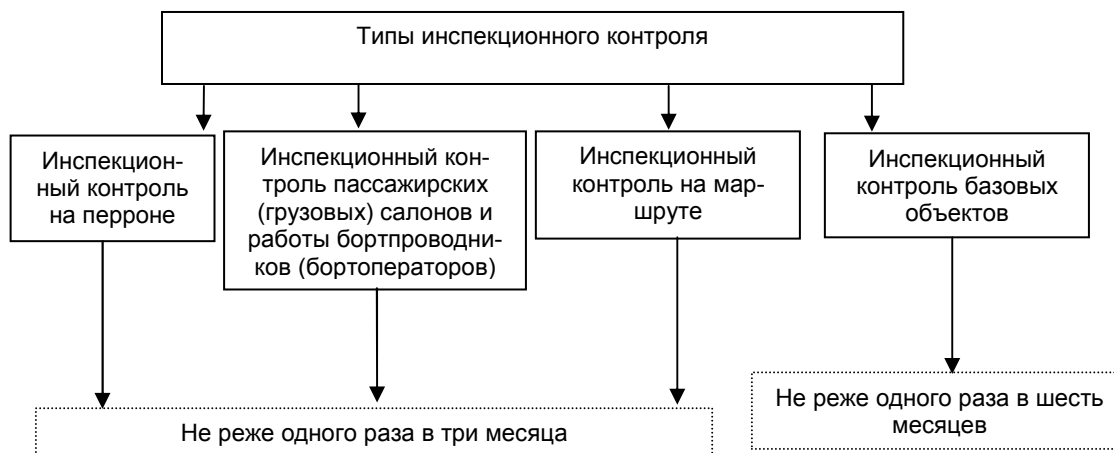 Типы инспекционного контроля
Инспекцион-
ный контроль
на перроне
Инспекционный кон-
троль пассажирских
(грузовых) салонов и
работы бортпроводни-
ков (бортоператоров)
Инспекционный
контроль на мар-
шруте
Инспекционный
контроль базовых
объектов
Не реже одного раза в три месяца
Не реже одного раза в шесть
месяцев